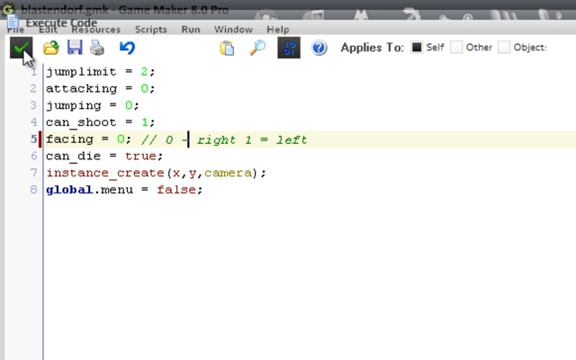 blastendorf.gmk - Game Maker 8.0 Pro
Execute Code
File Edit Resources Scripts Run Window Help
Applies To: Self Other Object:
1 jumplimit = 2;
2 attacking = 0;
3 jumping = 0;
4 can_shoot = 1;
5 facing = 0; // 0 - right 1 = left
6 can_die = true;
7 instance_create(x,y,camera);
8 global.menu = false;